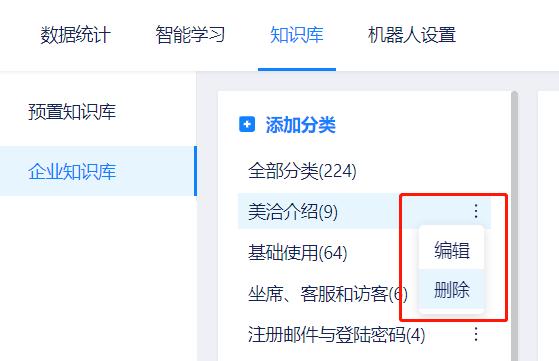 数据统计 智能学习 知识库 机器人设置
预置知识库
企业知识库
添加分类
全部分类(224)
美洽介绍(9)
基础使用(64)
坐席、客服和访客(6)
注册邮件与登陆密码(4)
编辑
删除